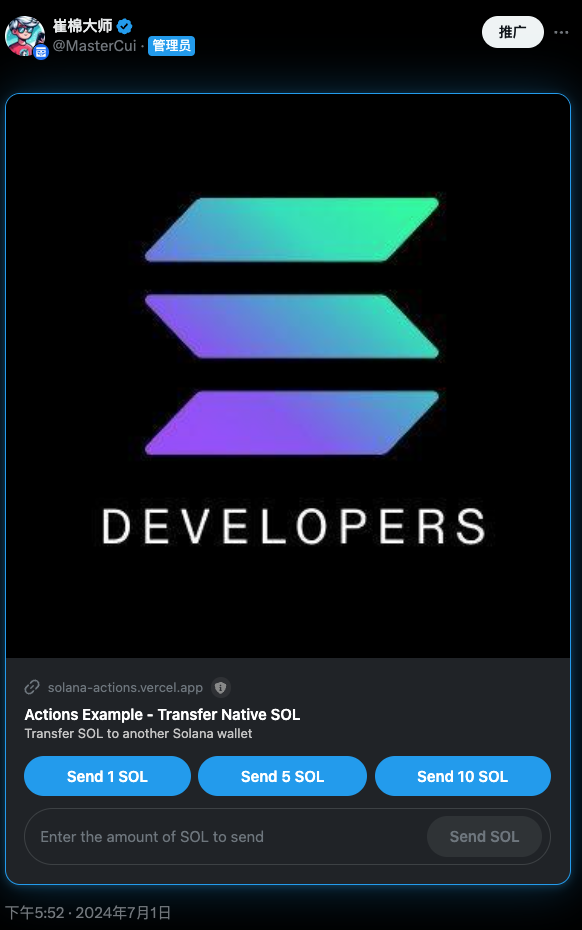 崔棉大师
@MasterCui · 管理员
推广
DEVELOPERS
solana-actions.vercel.app
Actions Example - Transfer Native SOL
Transfer SOL to another Solana wallet
Send 1 SOL
Send 5 SOL
Send 10 SOL
Enter the amount of SOL to send
Send SOL
下午5:52 · 2024年7月1日